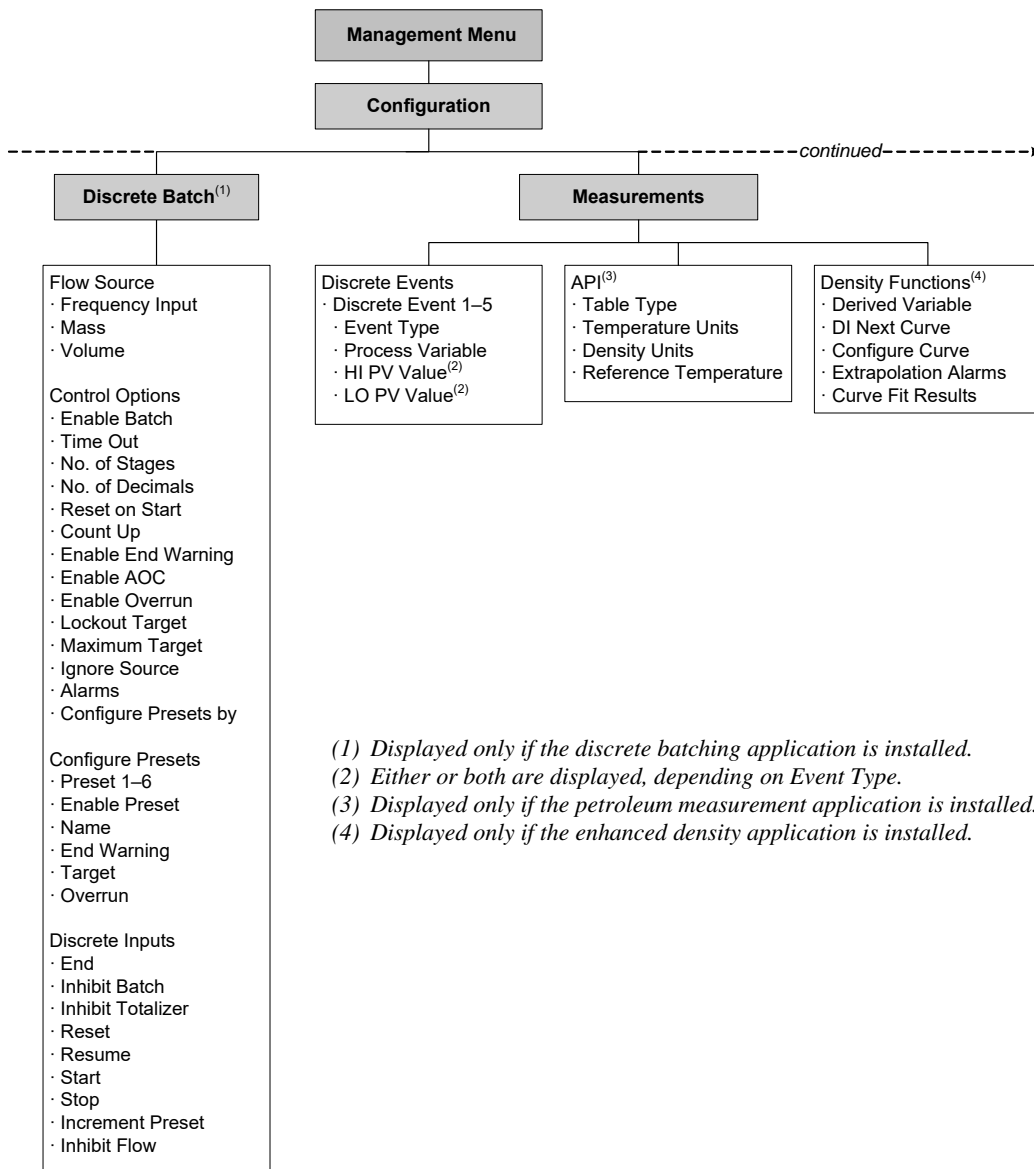 Management Menu
Configuration
continued
Discrete Batch(1)
Measurements
Flow Source
· Frequency Input
· Mass
· Volume
Control Options
· Enable Batch
· Time Out
· No. of Stages
· No. of Decimals
· Reset on Start
· Count Up
· Enable End Warning
· Enable AOC
· Enable Overrun
· Lockout Target
· Maximum Target
· Ignore Source
· Alarms
· Configure Presets by
Configure Presets
· Preset 1–6
· Enable Preset
· Name
· End Warning
· Target
· Overrun
Discrete Inputs
· End
· Inhibit Batch
· Inhibit Totalizer
· Reset
· Resume
· Start
· Stop
· Increment Preset
· Inhibit Flow
Discrete Events
· Discrete Event 1–5
· Event Type
· Process Variable
· HI PV Value(2)
· LO PV Value(2)
API(3)
· Table Type
· Temperature Units
· Density Units
· Reference Temperature
Density Functions(4)
· Derived Variable
· DI Next Curve
· Configure Curve
· Extrapolation Alarms
· Curve Fit Results
(1) Displayed only if the discrete batching application is installed.
(2) Either or both are displayed, depending on Event Type.
(3) Displayed only if the petroleum measurement application is installed.
(4) Displayed only if the enhanced density application is installed.